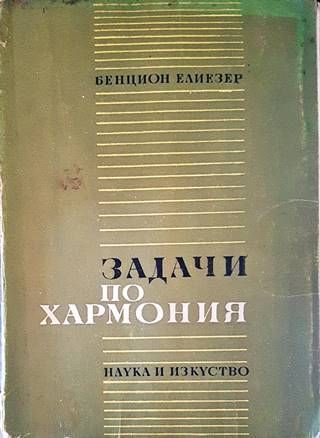 БЕНЦИОН ЕЛИЕЗЕР
ЗАДАЧИ
ПО
ХАРМОНИЯ
НАУКА И ИЗКУСТВО